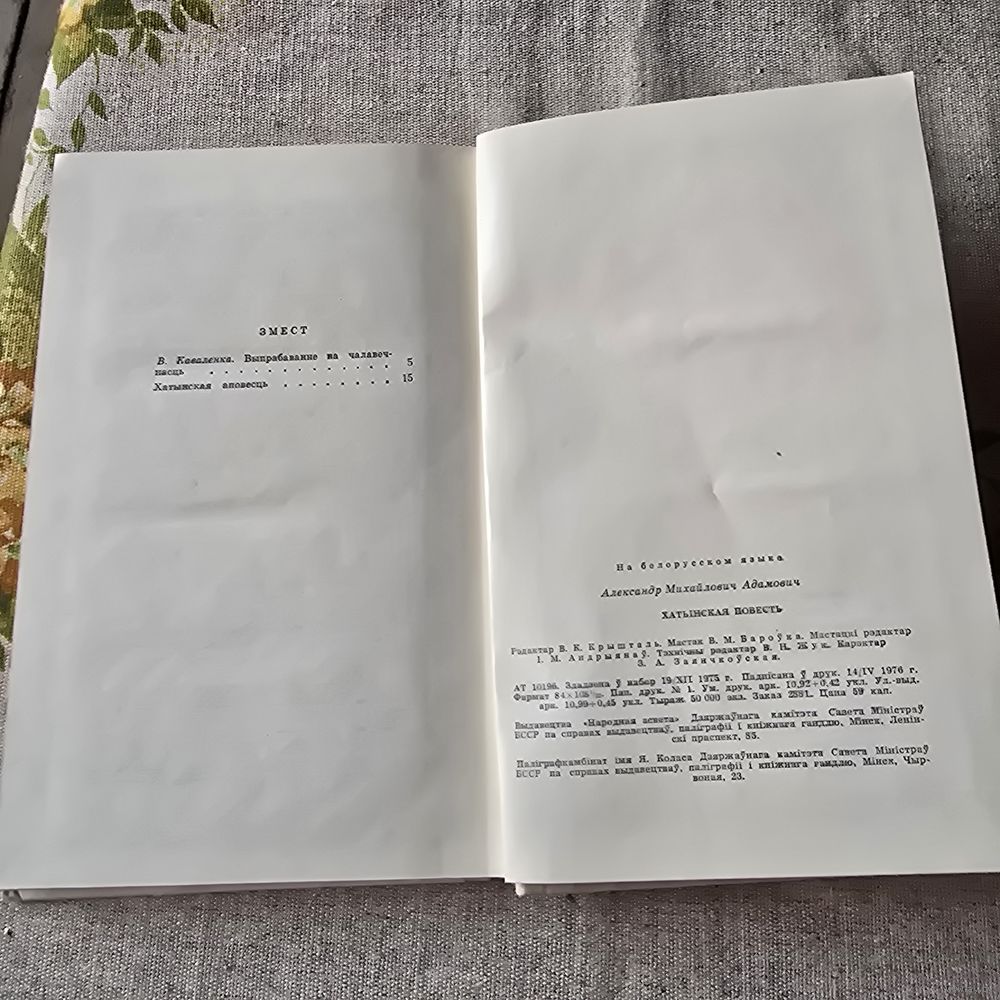 ЗМЕСТ
В. Каваленка. Выпрабаванне на чалавеч-
насць . . . . . . . . . . . . . . 5
Хатынская аповесць . . . . . . . . 15
На белорусском языке
Александр Михайлович Адамович
ХАТЫНСКАЯ ПОВЕСТЬ
Рэдактар В. К. Крышталь. Мастак В. М. Бароўка. Мастацкі рэдактар
І. М. Андрыянаў. Тэхнічны рэдактар В. Н. Жук. Карэктар
З. А. Заянчкоўская.
АТ 10196. Здадзена ў набор 19/XII 1975 г. Падпісана ў друк. 14/IV 1976 г.
Фармат 84×108 Пап. друк. № 1. Ум. друк. арк. 10,92+0,42 укл. Ул.-выд.
арк. 10,99+0,45 укл. Тыраж 50 000 экз. Заказ 2881. Цана 59 кап.
Выдавецтва «Народная асвета» Дзяржаўнага камітэта Савета Міністраў
БССР па справах выдавецтваў, паліграфіі і кніжнага гандлю, Мінск, Ленін-
скі праспект, 85.
Паліграфкамбінат імя Я. Коласа Дзяржаўнага камітэта Савета Міністраў
БССР па справах выдавецтваў, паліграфіі і кніжнага гандлю, Мінск, Чыр-
воная, 23.